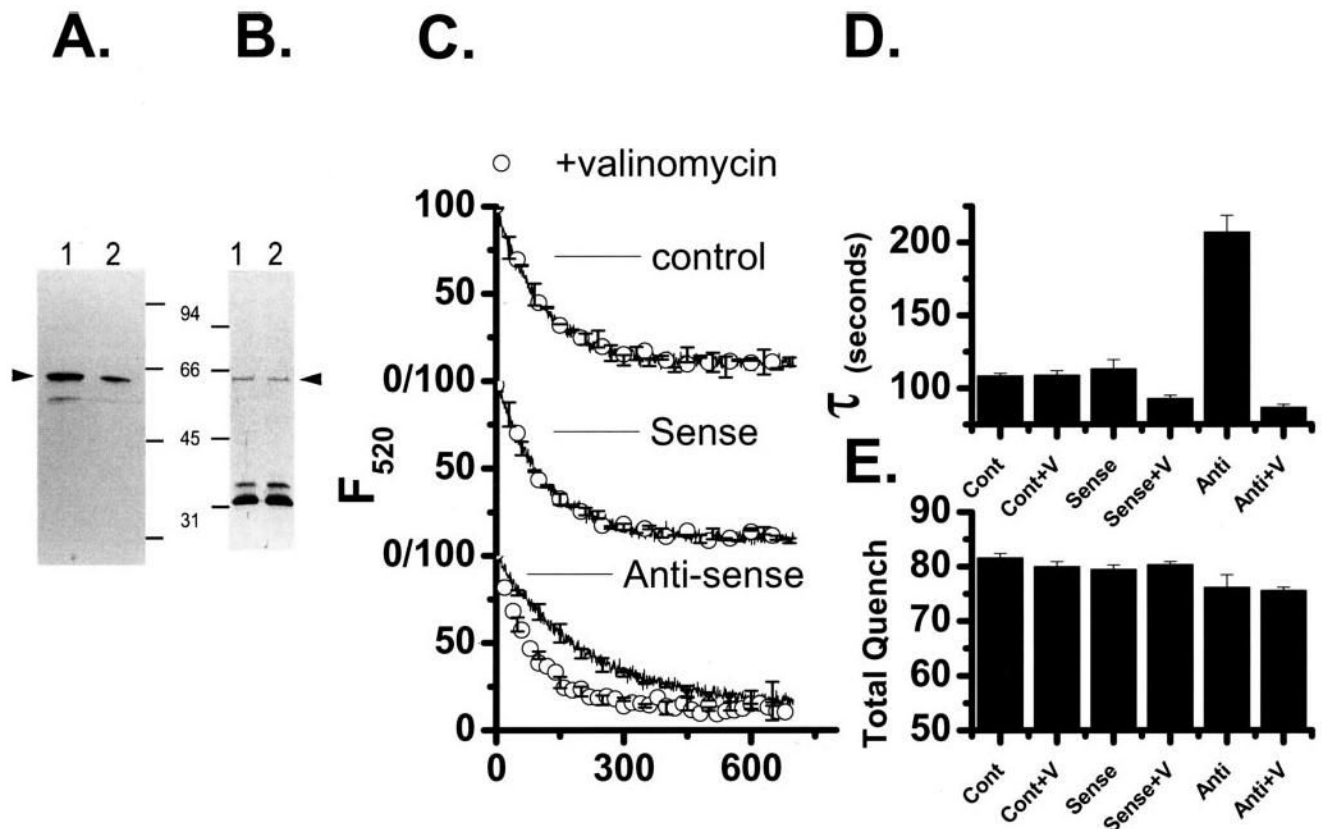 A.
B.
C.
D.
1 2
1 2
94
66
45
31
+valinomycin
100
control
50
0/100
Sense
50
0/100
Anti-sense
50
0
0 300 600
F520
200
150
100
τ (seconds)
Cont Cont+V Sense Sense+V Anti Anti+V
E.
90
80
70
60
50
Total Quench
Cont Cont+V Sense Sense+V Anti Anti+V